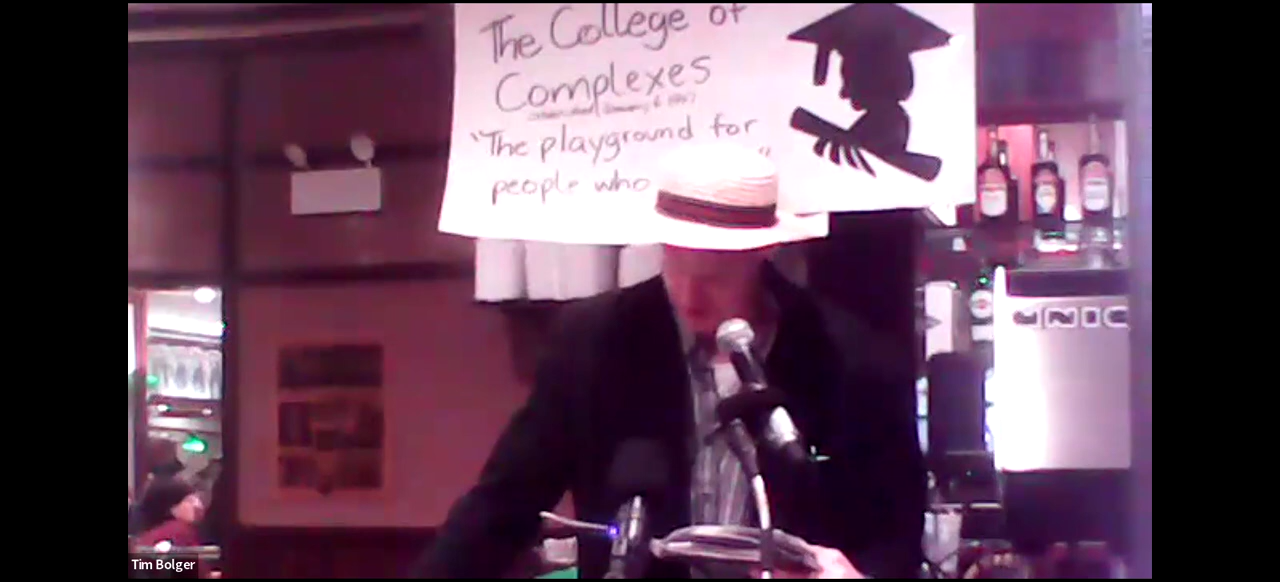 The College of
Complexes
"The playground for
people who
Tim Bolger